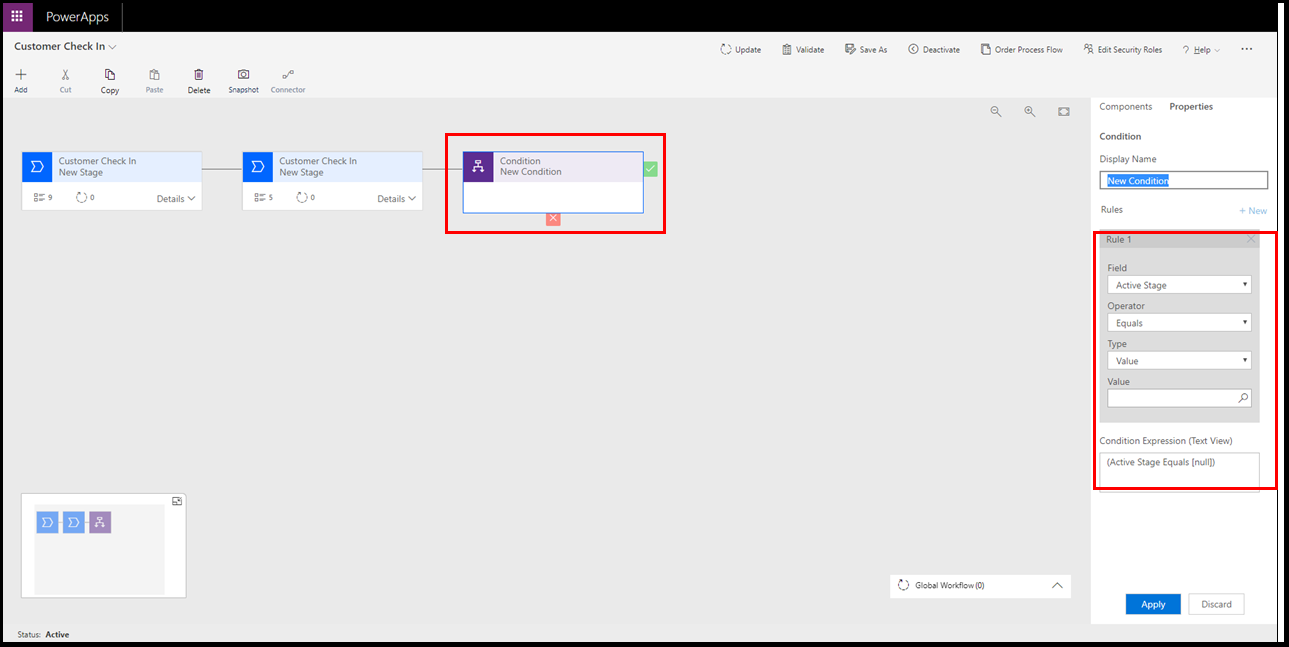 PowerApps
Customer Check In
Update
Validate
Save As
Deactivate
Order Process Flow
Edit Security Roles
? Help
...
Add
Cut
Copy
Paste
Delete
Snapshot
Connector
Components
Properties
Customer Check In
New Stage
9
0
Details
Customer Check In
New Stage
5
0
Details
Condition
New Condition
Condition
Display Name
New Condition
Rules
+ New
Rule 1
Field
Active Stage
Operator
Equals
Type
Value
Value
Condition Expression (Text View)
(Active Stage Equals [null])
Global Workflow (0)
Apply
Discard
Status: Active